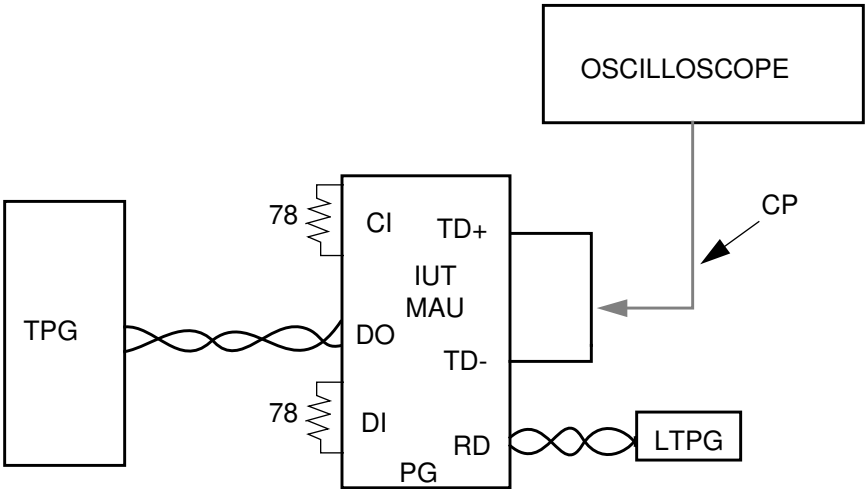 OSCILLOSCOPE
CP
78
CI
TD+
IUT
MAU
TPG
DO
TD-
78
DI
RD
LTPG
PG